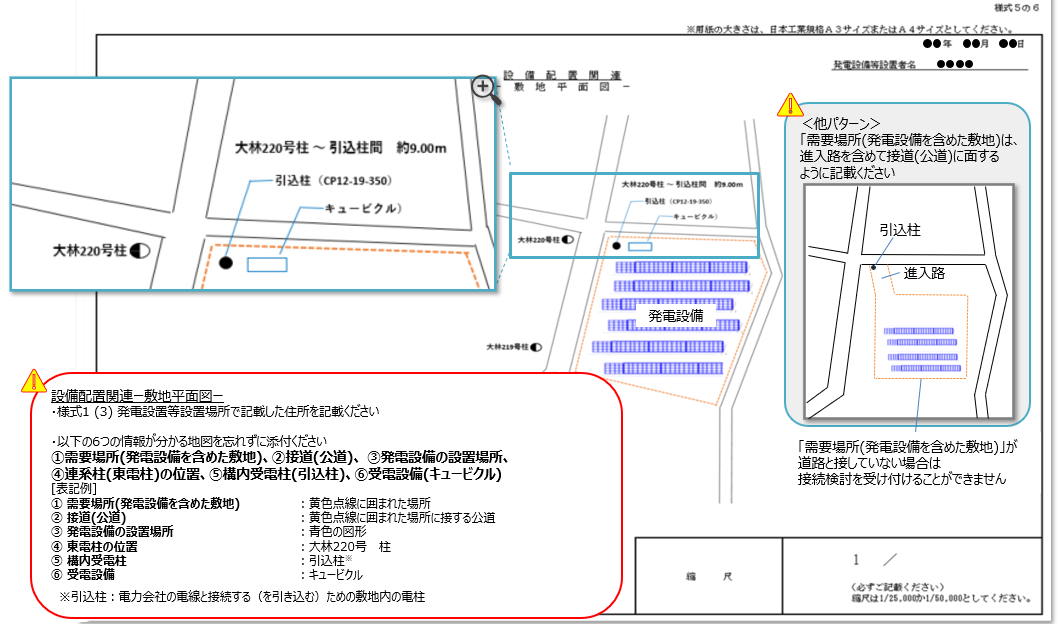 様式５の６
※用紙の大きさは、日本工業規格Ａ３サイズまたはＡ４サイズとしてください。
●●年　●●月　●●日
発電設備等設置者名　●●●●
設備配置関連
－敷地平面図－
大林220号柱 ～ 引込柱間　約9.00m
引込柱（CP12-19-350）
キュービクル）
大林220号柱
大林220号柱 ～ 引込柱間　約9.00m
引込柱（CP12-19-350）
キュービクル）
大林220号柱
発電設備
大林219号柱
＜他パターン＞
「需要場所(発電設備を含めた敷地)は、
進入路を含めて接道(公道)に面する
ように記載ください
引込柱
進入路
「需要場所(発電設備を含めた敷地)」が
道路と接していない場合は
接続検討を受け付けることができません
設備配置関連－敷地平面図－
・様式1 (3) 発電設置等設置場所で記載した住所を記載ください
・以下の6つの情報が分かる地図を忘れずに添付ください
①需要場所(発電設備を含めた敷地)、②接道(公道)、③発電設備の設置場所、
④連系柱(東電柱)の位置、⑤構内受電柱(引込柱)、⑥受電設備(キュービクル)
[表記例]
① 需要場所(発電設備を含めた敷地)　：黄色点線に囲まれた場所
② 接道(公道)　：黄色点線に囲まれた場所に接する公道
③ 発電設備の設置場所　：青色の図形
④ 東電柱の位置　：大林220号　柱
⑤ 構内受電柱　：引込柱※
⑥ 受電設備　：キュービクル
※引込柱：電力会社の電線と接続する（を引き込む）ための敷地内の電柱
縮　尺
1　／
（必ずご記載ください）
縮尺は1/25,000か1/50,000としてください。